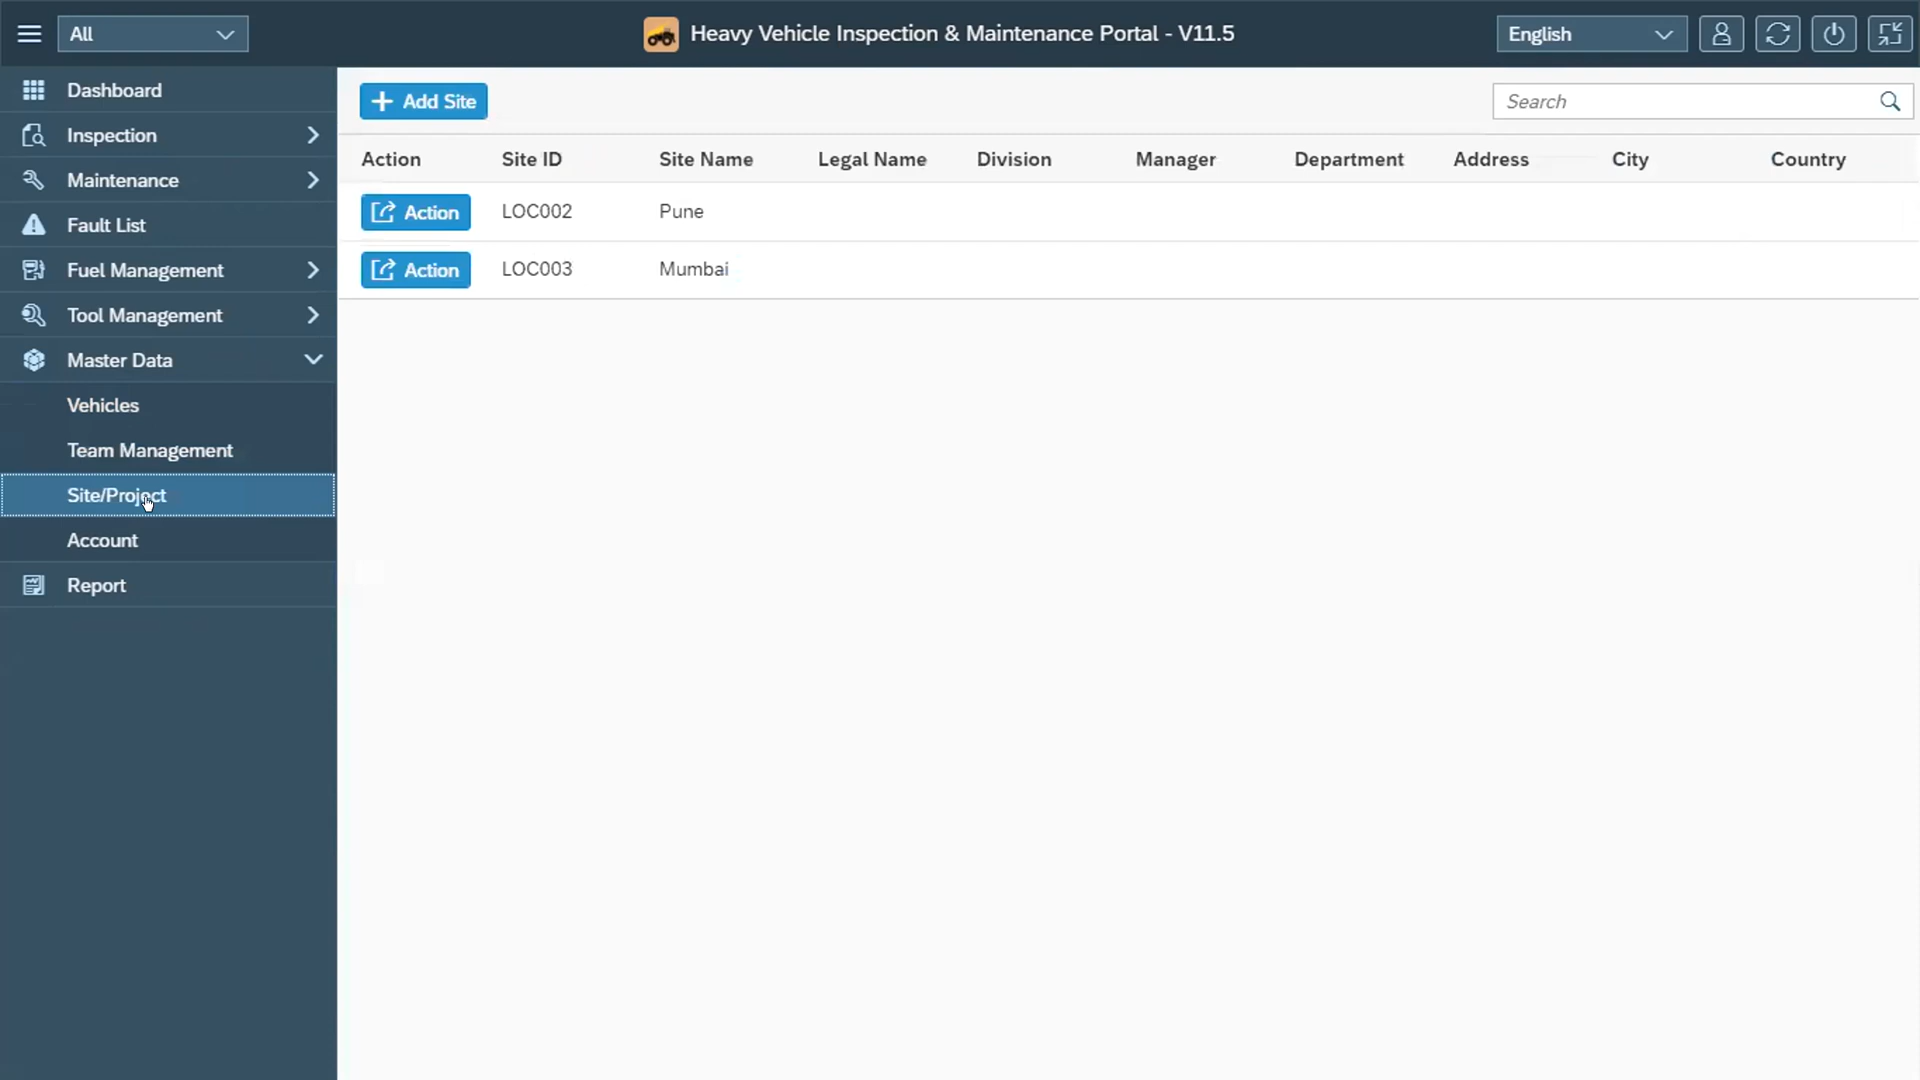 All
Heavy Vehicle Inspection & Maintenance Portal - V11.5
English
Dashboard
Inspection
Maintenance
Fault List
Fuel Management
Tool Management
Master Data
Vehicles
Team Management
Site/Project
Account
Report
Add Site
Search
Action Site ID Site Name Legal Name Division Manager Department Address City Country
Action LOC002 Pune
Action LOC003 Mumbai